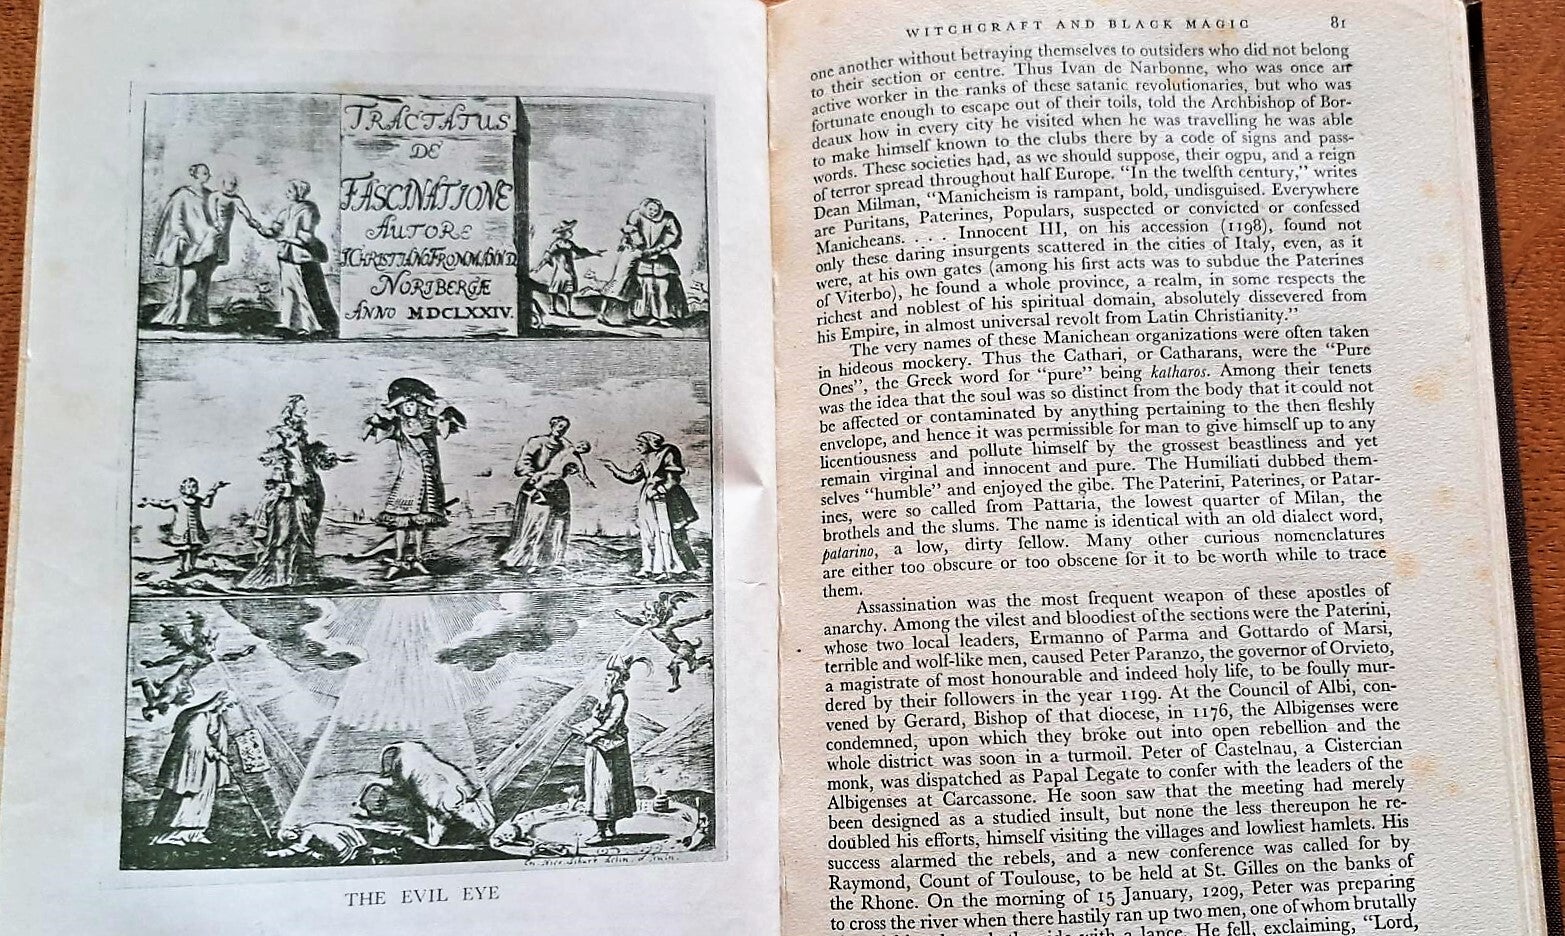 TRACTATUS
DE
FASCINATIONE
AUTORE
NORIBERGÆ
ANNO MDCLXXIV.
THE EVIL EYE
WITCHCRAFT AND BLACK MAGIC 81
one another without betraying themselves to outsiders who did not belong
to their section or centre. Thus Ivan de Narbonne, who was once an
active worker in the ranks of these satanic revolutionaries, but who was
fortunate enough to escape out of their toils, told the Archbishop of Bor-
deaux how in every city he visited when he was travelling he was able
to make himself known to the clubs there by a code of signs and pass-
words. These societies had, as we should suppose, their ogpu, and a reign
of terror spread throughout half Europe. “In the twelfth century,” writes
Dean Milman, “Manicheism is rampant, bold, undisguised. Everywhere
are Puritans, Paterines, Populars, suspected or convicted or confessed
Manicheans. . . . Innocent III, on his accession (1198), found not
only these daring insurgents scattered in the cities of Italy, even, as it
were, at his own gates (among his first acts was to subdue the Paterines
of Viterbo), he found a whole province, a realm, in some respects the
richest and noblest of his spiritual domain, absolutely dissevered from
his Empire, in almost universal revolt from Latin Christianity.”
The very names of these Manichean organizations were often taken
in hideous mockery. Thus the Cathari, or Catharans, were the “Pure
Ones”, the Greek word for “pure” being katharos. Among their tenets
was the idea that the soul was so distinct from the body that it could not
be affected or contaminated by anything pertaining to the then fleshly
envelope, and hence it was permissible for man to give himself up to any
licentiousness and pollute himself by the grossest beastliness and yet
remain virginal and innocent and pure. The Humiliati dubbed them-
selves “humble” and enjoyed the gibe. The Paterini, Paterines, or Patar-
ines, were so called from Pattaria, the lowest quarter of Milan, the
brothels and the slums. The name is identical with an old dialect word,
patarino, a low, dirty fellow. Many other curious nomenclatures
are either too obscure or too obscene for it to be worth while to trace
them.
Assassination was the most frequent weapon of these apostles of
anarchy. Among the vilest and bloodiest of the sections were the Paterini,
whose two local leaders, Ermanno of Parma and Gottardo of Marsi,
terrible and wolf-like men, caused Peter Paranzo, the governor of Orvieto,
a magistrate of most honourable and indeed holy life, to be foully mur-
dered by their followers in the year 1199. At the Council of Albi, con-
vened by Gerard, Bishop of that diocese, in 1176, the Albigenses were
condemned, upon which they broke out into open rebellion and the
whole district was soon in a turmoil. Peter of Castelnau, a Cistercian
monk, was dispatched as Papal Legate to confer with the leaders of the
Albigenses at Carcassone. He soon saw that the meeting had merely
been designed as a studied insult, but none the less thereupon he re-
doubled his efforts, himself visiting the villages and lowliest hamlets. His
success alarmed the rebels, and a new conference was called for by
Raymond, Count of Toulouse, to be held at St. Gilles on the banks of
the Rhone. On the morning of 15 January, 1209, Peter was preparing
to cross the river when there hastily ran up two men, one of whom brutally
with a lance. He fell, exclaiming, “Lord,